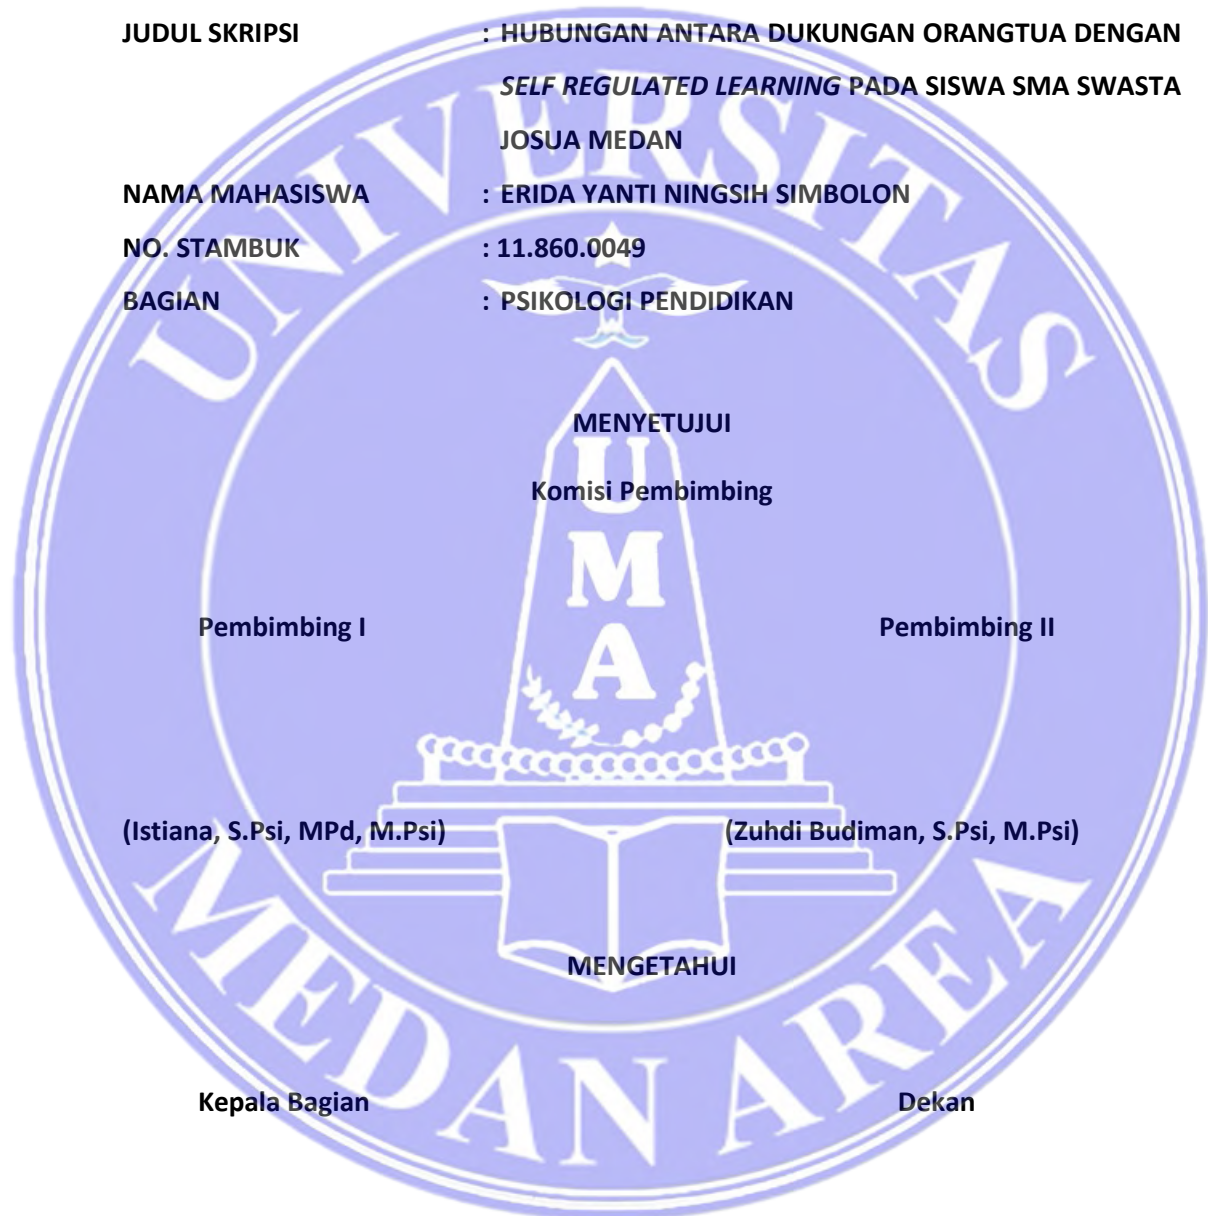 JUDUL SKRIPSI : HUBUNGAN ANTARA DUKUNGAN ORANGTUA DENGAN
SELF REGULATED LEARNING PADA SISWA SMA SWASTA
JOSUA MEDAN
NAMA MAHASISWA : ERIDA YANTI NINGSIH SIMBOLON
NO. STAMBUK : 11.860.0049
BAGIAN : PSIKOLOGI PENDIDIKAN
MENYETUJUI
Komisi Pembimbing
Pembimbing I Pembimbing II
(Istiana, S.Psi, MPd, M.Psi) (Zuhdi Budiman, S.Psi, M.Psi)
MENGETAHUI
Kepala Bagian Dekan
UNIVERSITAS
MEDAN AREA
U
M
A